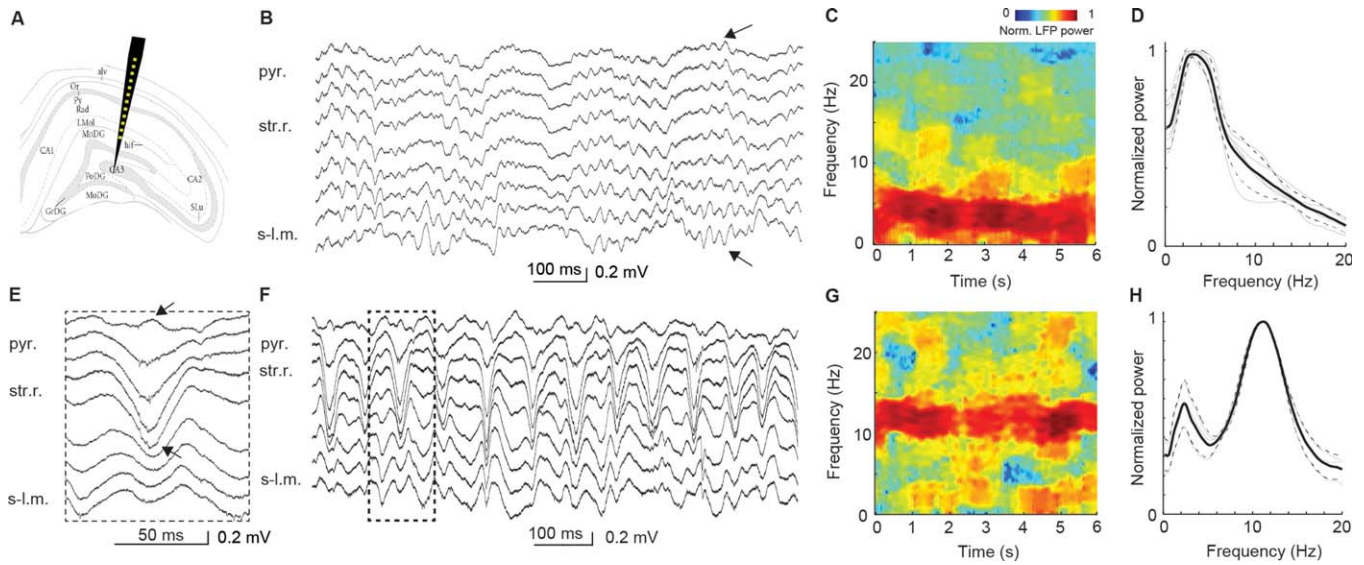 A
alv
Or
Py
Rad
LMol
MoDG
hif
CA1
CA3
PoDG
CA2
MoDG
GrDG
SLu
B
pyr.
str.r.
s-l.m.
100 ms 0.2 mV
C
0 1
Norm. LFP power
Frequency (Hz)
20
10
0
0 1 2 3 4 5 6
Time (s)
D
Normalized power
1
1
0 10 20
Frequency (Hz)
E
pyr.
str.r.
s-l.m.
50 ms 0.2 mV
F
pyr.
str.r.
s-l.m.
100 ms 0.2 mV
G
Frequency (Hz)
20
10
0
0 1 2 3 4 5 6
Time (s)
H
Normalized power
1
0
0 10 20
Frequency (Hz)